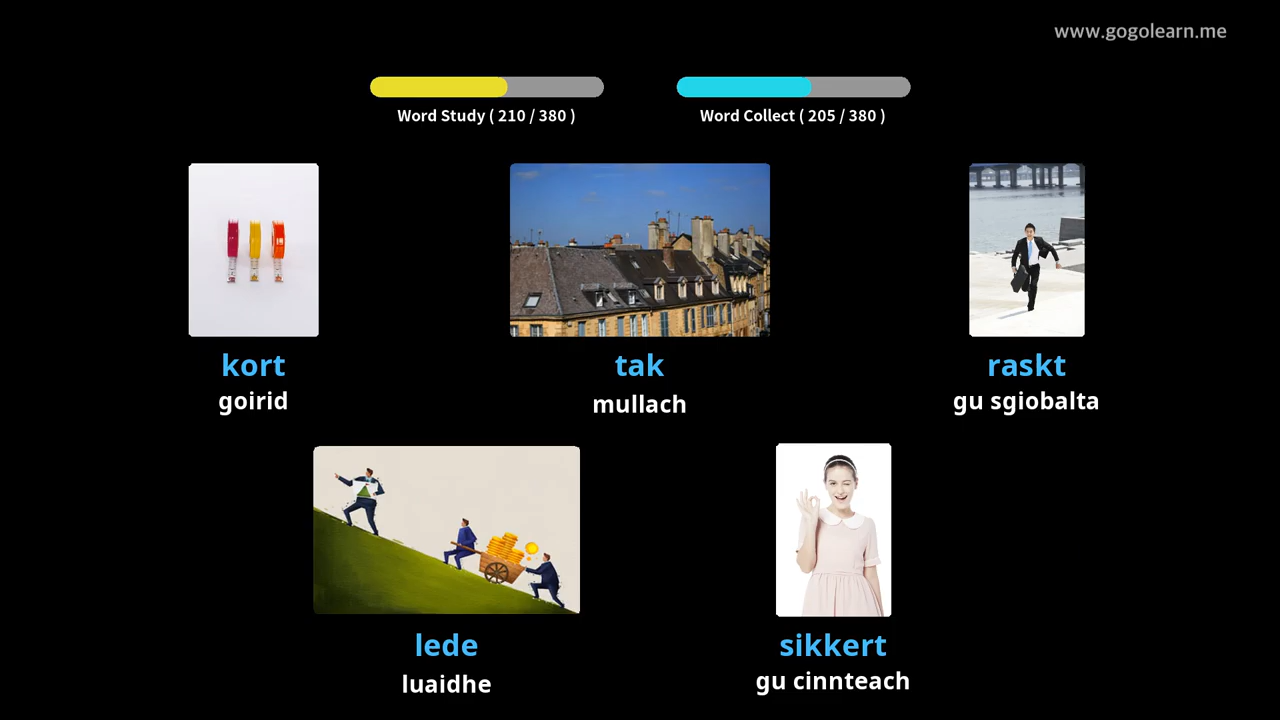 www.gogolearn.me
Word Study ( 210 / 380 )
Word Collect ( 205 / 380 )
kort
goirid
tak
mullach
raskt
gu sgiobalta
lede
luaidhe
sikkert
gu cinnteach